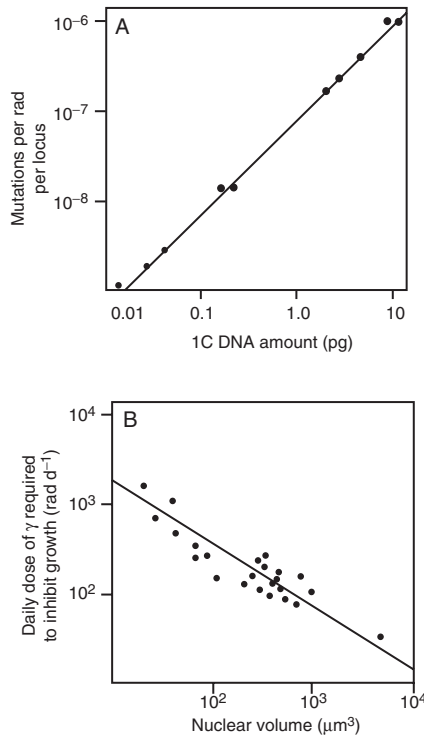 A
10⁻⁶
10⁻⁷
10⁻⁸
Mutations per rad
per locus
0.01 0.1 1.0 10
1C DNA amount (pg)
B
10⁴
10³
10²
Daily dose of γ required
to inhibit growth (rad d⁻¹)
10² 10³ 10⁴
Nuclear volume (μm³)